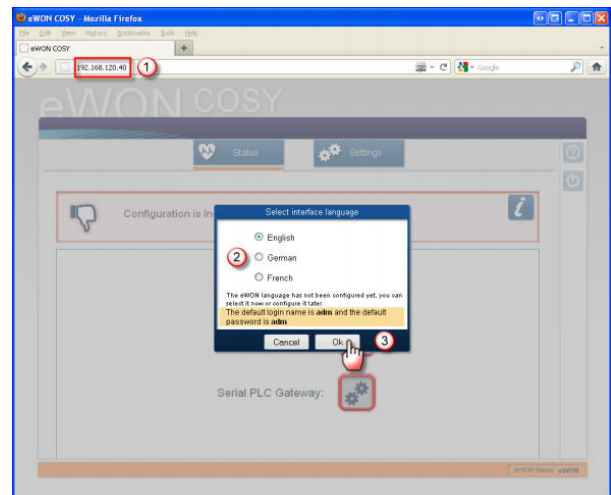 eWON COSY - Mozilla Firefox
File Edit View History Bookmarks Tools Help
eWON COSY
+
192.168.120.40
1
Google
eWON COSY
Status
Settings
Configuration is In
i
Select interface language
English
2
German
French
The eWON language has not been configured yet, you can
select it now or configure it later.
The default login name is adm and the default
password is adm
Cancel
Ok
3
Serial PLC Gateway:
eWON Name: eWON